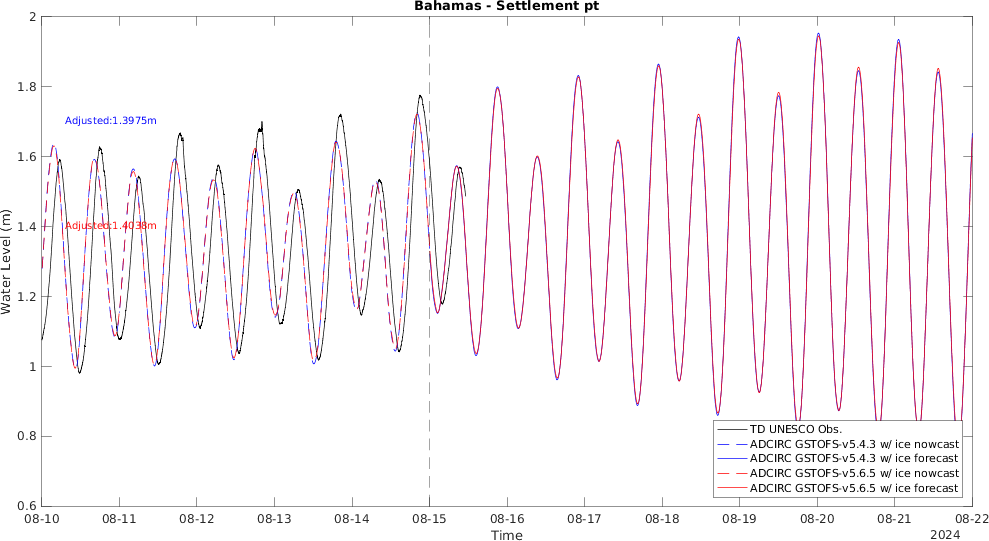 Bahamas - Settlement pt
2
1.8
1.6
1.4
1.2
1
0.8
0.6
Water Level (m)
Adjusted:1.3975m
Adjusted:1.4038m
TD UNESCO Obs.
ADCIRC GSTOFS-v5.4.3 w/ ice nowcast
ADCIRC GSTOFS-v5.4.3 w/ ice forecast
ADCIRC GSTOFS-v5.6.5 w/ ice nowcast
ADCIRC GSTOFS-v5.6.5 w/ ice forecast
08-10 08-11 08-12 08-13 08-14 08-15 08-16 08-17 08-18 08-19 08-20 08-21 08-22
Time
2024